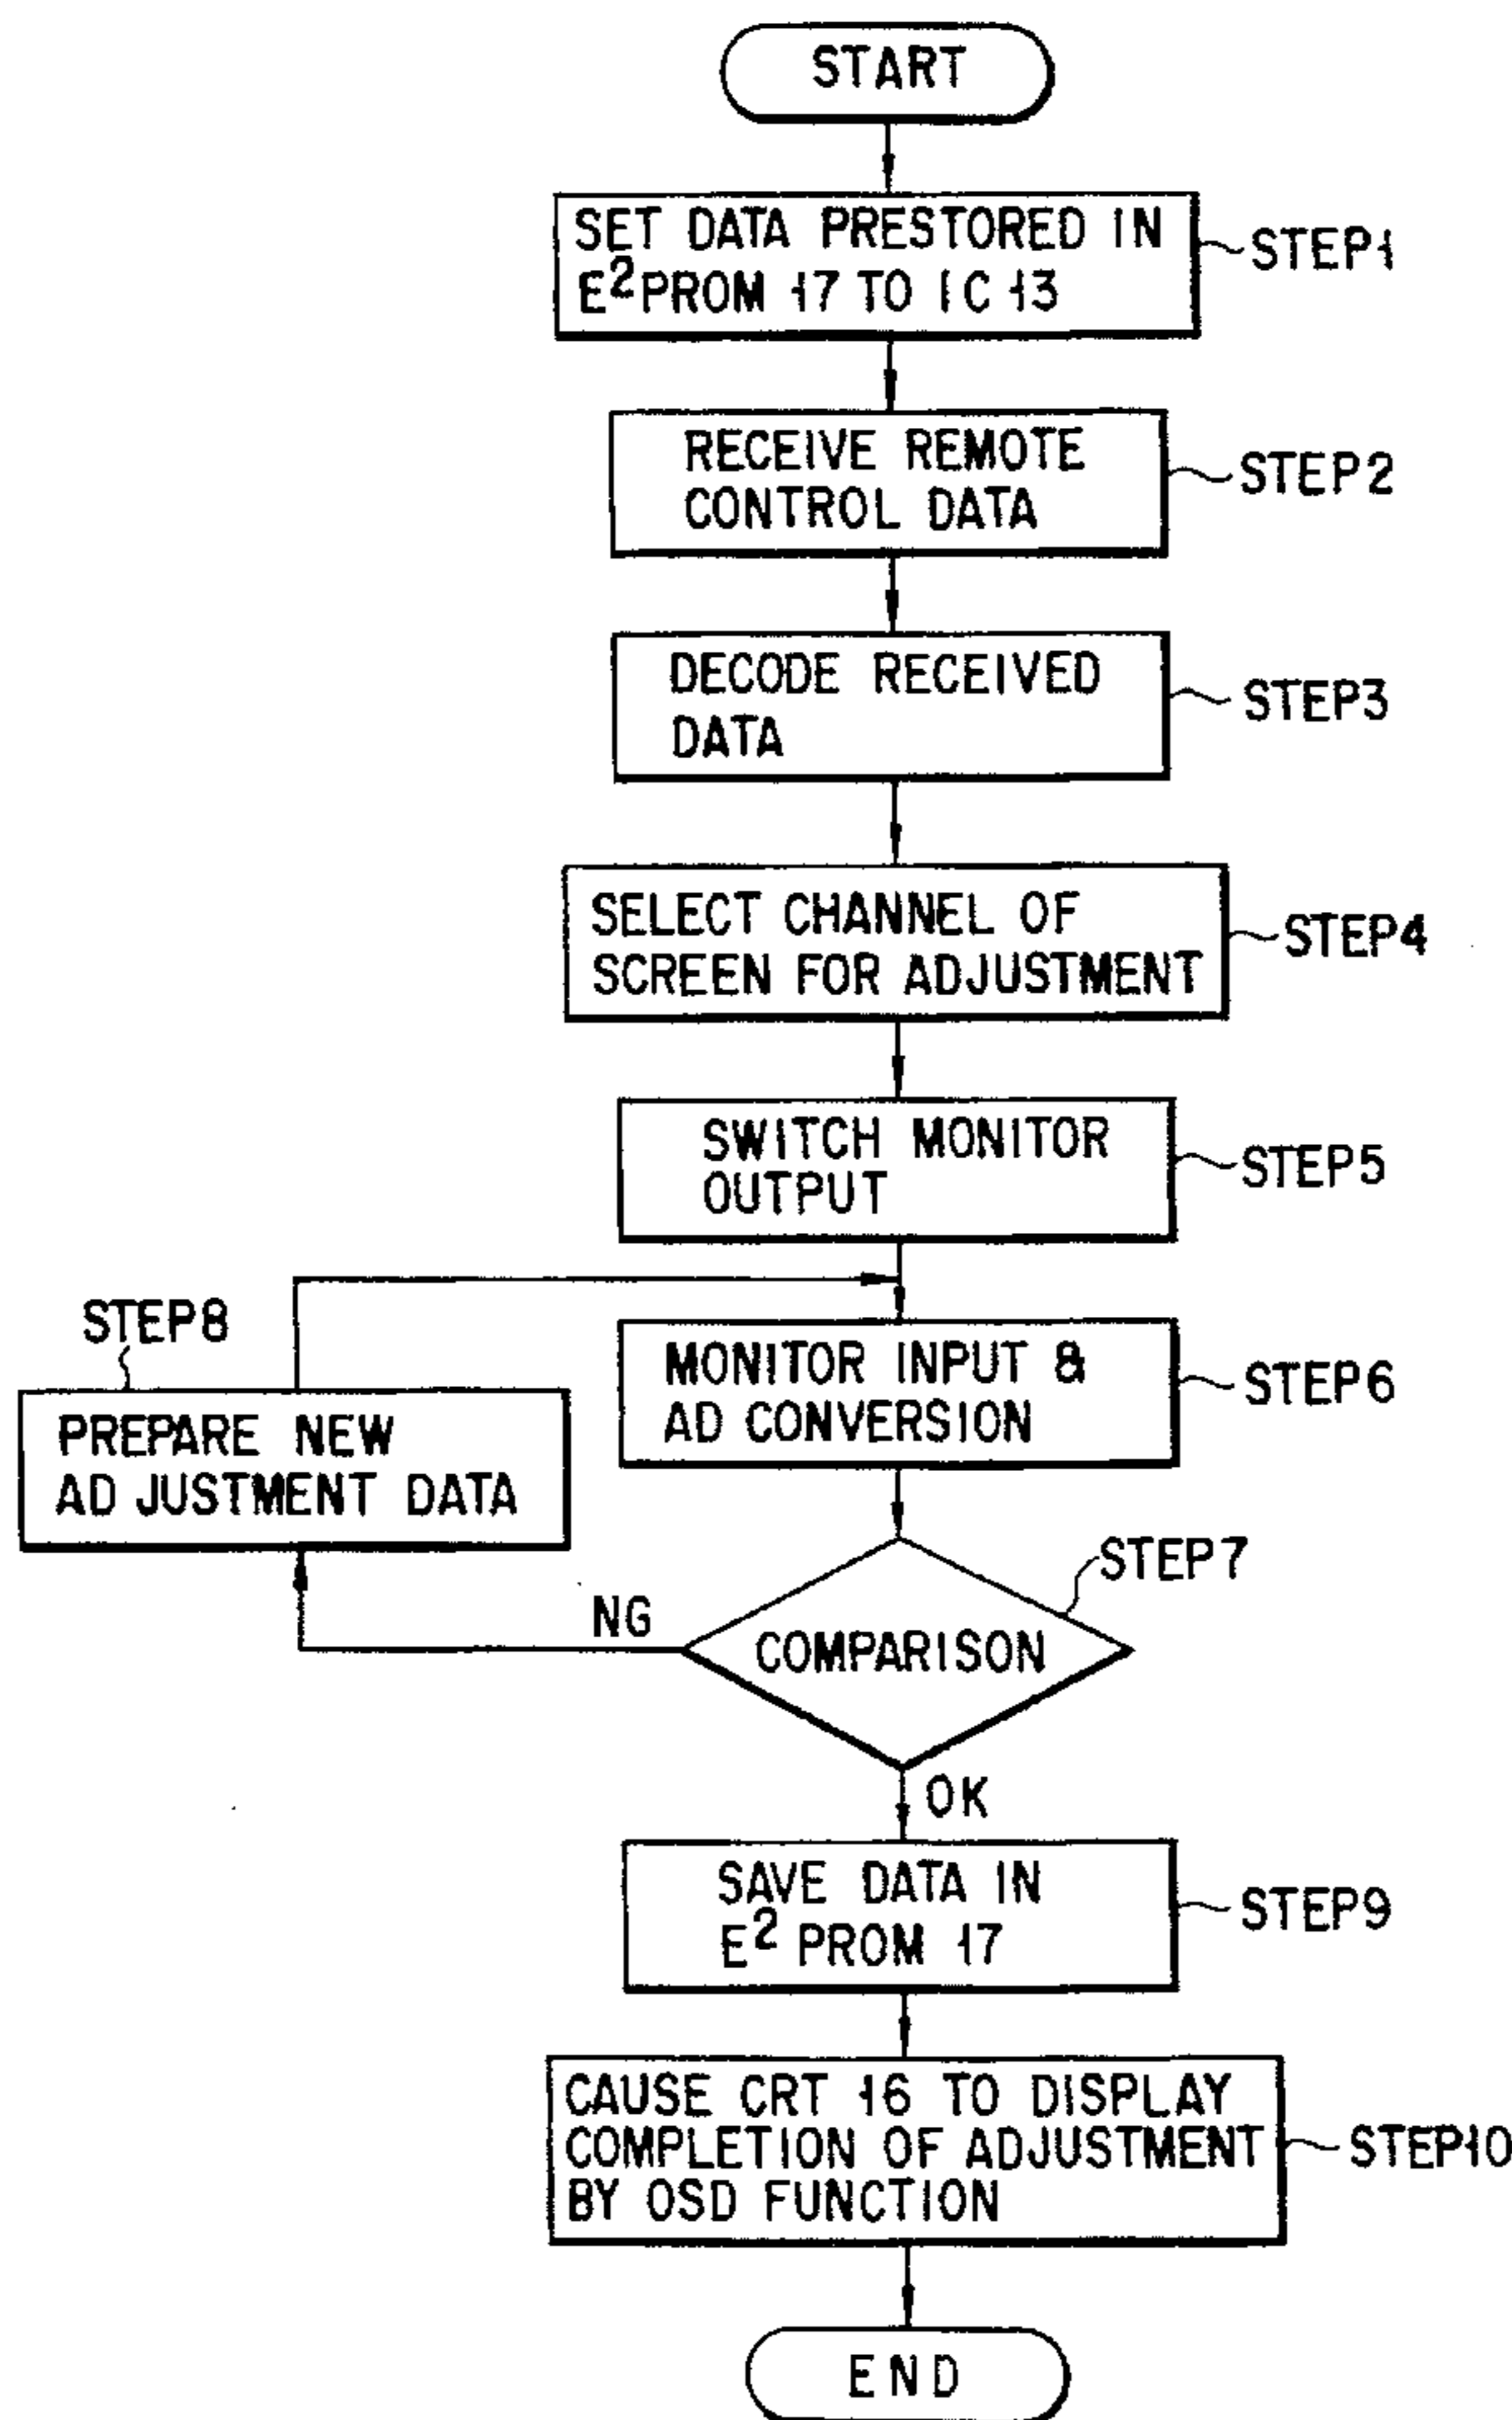 START
SET DATA PRESTORED IN
E²PROM 17 TO IC 13
STEP1
RECEIVE REMOTE
CONTROL DATA
STEP2
DECODE RECEIVED
DATA
STEP3
SELECT CHANNEL OF
SCREEN FOR ADJUSTMENT
STEP4
SWITCH MONITOR
OUTPUT
STEP5
MONITOR INPUT &
AD CONVERSION
STEP6
STEP8
PREPARE NEW
ADJUSTMENT DATA
STEP7
COMPARISON
NG
OK
SAVE DATA IN
E² PROM 17
STEP9
CAUSE CRT 16 TO DISPLAY
COMPLETION OF ADJUSTMENT
BY OSD FUNCTION
STEP10
END